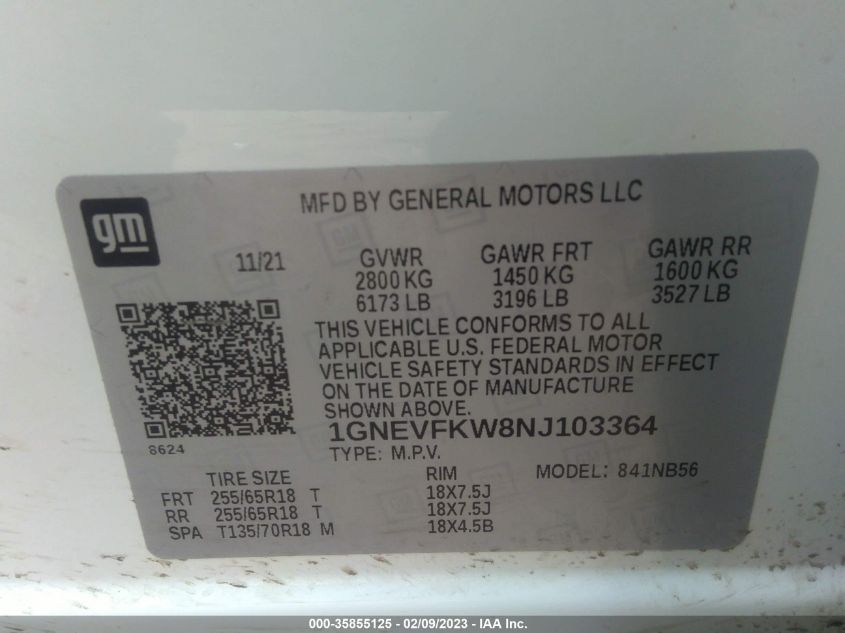 gm
MFD BY GENERAL MOTORS LLC
11/21
GVWR GAWR FRT GAWR RR
2800 KG 1450 KG 1600 KG
6173 LB 3196 LB 3527 LB
THIS VEHICLE CONFORMS TO ALL
APPLICABLE U.S. FEDERAL MOTOR
VEHICLE SAFETY STANDARDS IN EFFECT
ON THE DATE OF MANUFACTURE
SHOWN ABOVE.
1GNEVFKW8NJ103364
8624
TYPE: M.P.V. MODEL: 841NB56
TIRE SIZE RIM
FRT 255/65R18 T 18X7.5J
RR 255/65R18 T 18X7.5J
SPA T135/70R18 M 18X4.5B
000-35855125 - 02/09/2023 - IAA Inc.